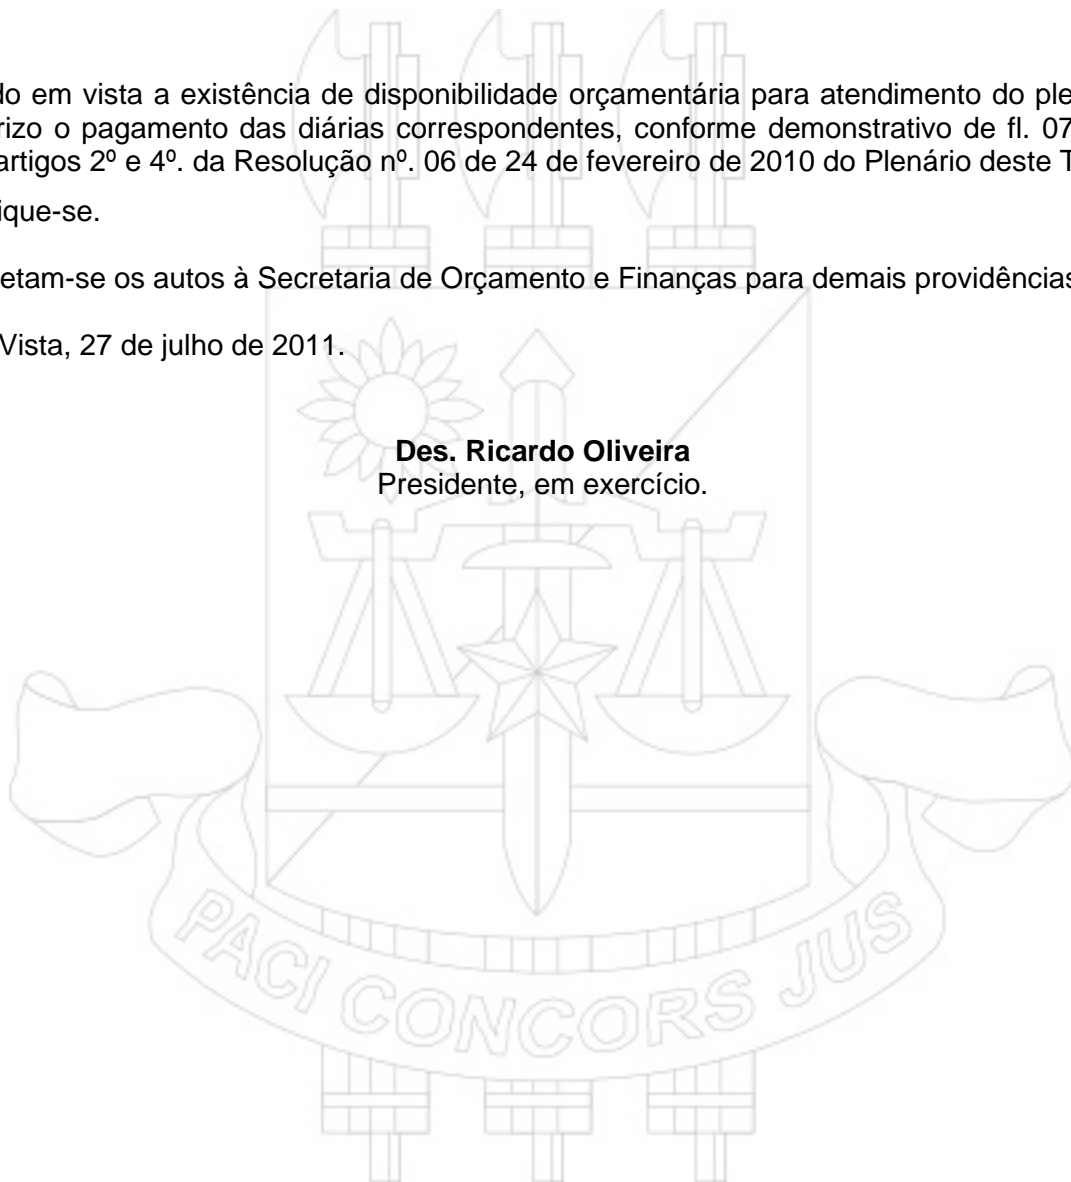 do em vista a existência de disponibilidade orçamentária para atendimento do ple
rizo o pagamento das diárias correspondentes, conforme demonstrativo de fl. 07
artigos 2º e 4º. da Resolução nº. 06 de 24 de fevereiro de 2010 do Plenário deste T
ique-se.
etam-se os autos à Secretaria de Orçamento e Finanças para demais providências
Vista, 27 de julho de 2011.
Des. Ricardo Oliveira
Presidente, em exercício.
PACI CONCORS JUS